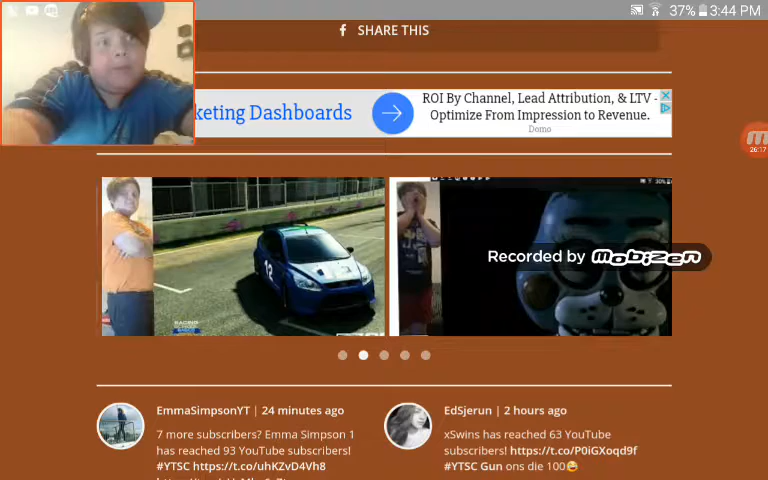 37% 3:44 PM
SHARE THIS
keting Dashboards
ROI By Channel, Lead Attribution, & LTV -
Optimize From Impression to Revenue.
Domo
26:17
12
Recorded by mobizen
EmmaSimpsonYT | 24 minutes ago
7 more subscribers? Emma Simpson 1
has reached 93 YouTube subscribers!
#YTSC https://t.co/uhKZvD4Vh8
EdSjerun | 2 hours ago
xSwins has reached 63 YouTube
subscribers! https://t.co/P0iGXoqd9f
#YTSC Gun ons die 100😂